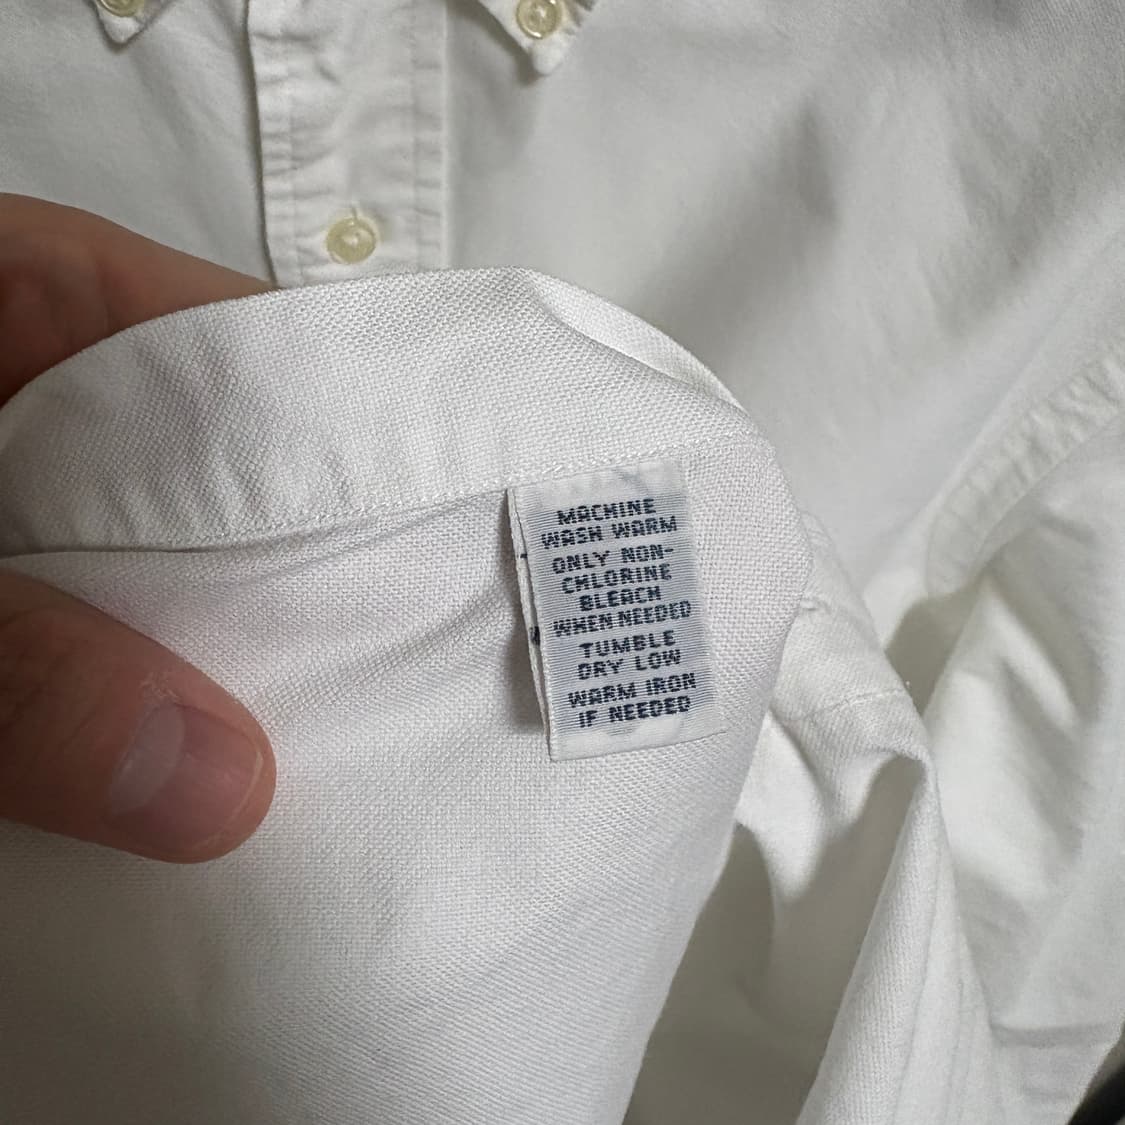 MACHINE
WASH WARM
ONLY NON-
CHLORINE
BLEACH
WHEN NEEDED
TUMBLE
DRY LOW
WARM IRON
IF NEEDED